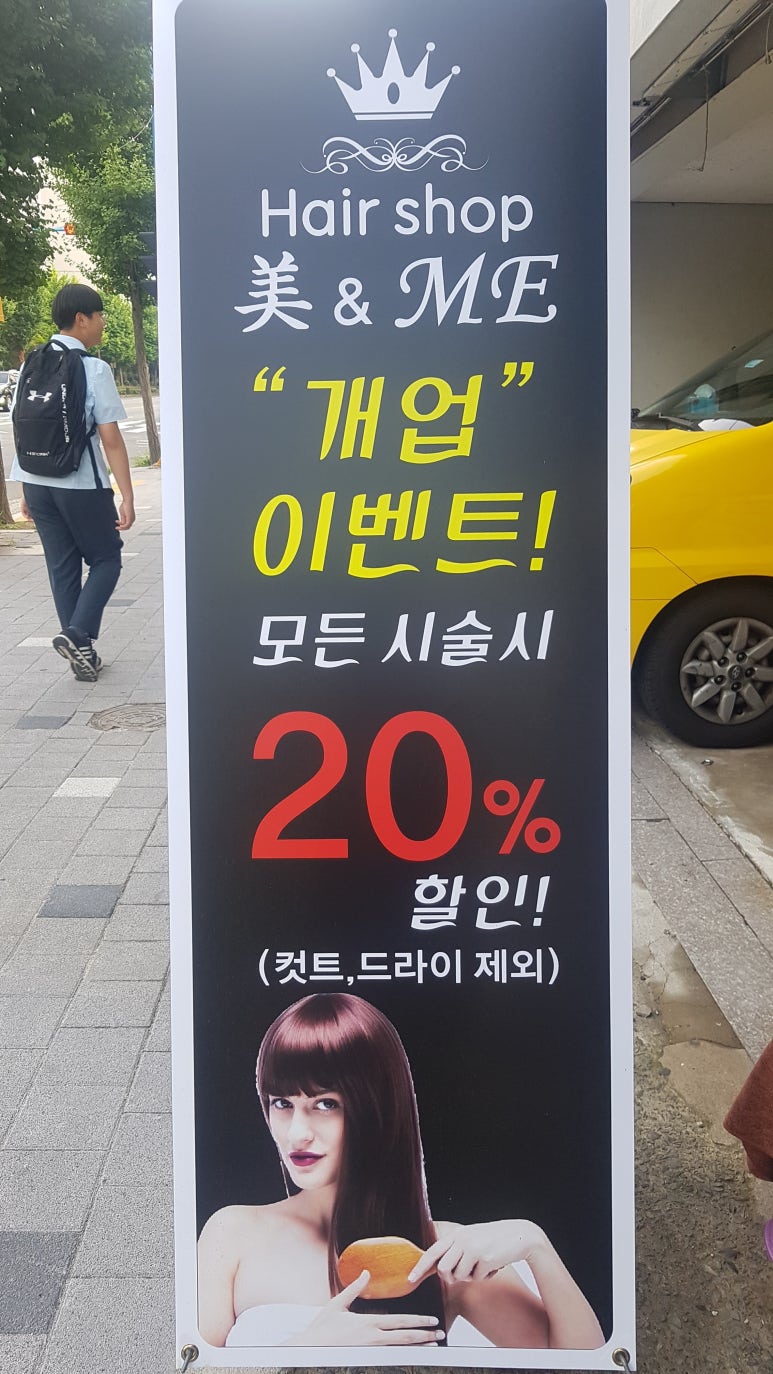 Hair shop
美 & ME
“개업”
이벤트!
모든 시술시
20%
할인!
(컷트,드라이 제외)